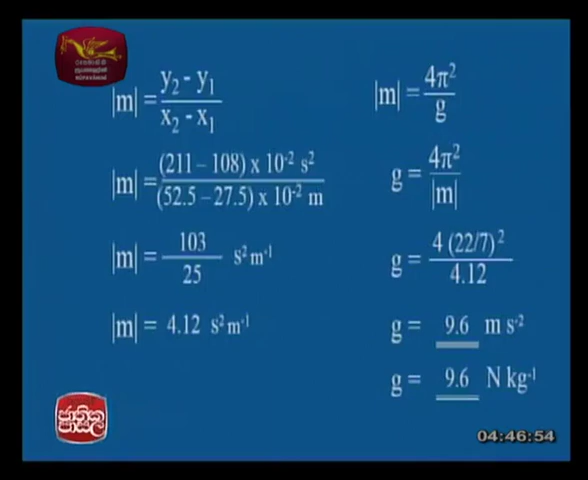 |m| = y₂ - y₁ / x₂ - x₁
|m| = (211 – 108) x 10⁻² s² / (52.5 – 27.5) x 10⁻² m
|m| = 103 / 25 s² m⁻¹
|m| = 4.12 s² m⁻¹
|m| = 4π² / g
g = 4π² / |m|
g = 4 (22/7)² / 4.12
g = 9.6 m s⁻²
g = 9.6 N kg⁻¹
ජාතික
පාසල
04:46:54